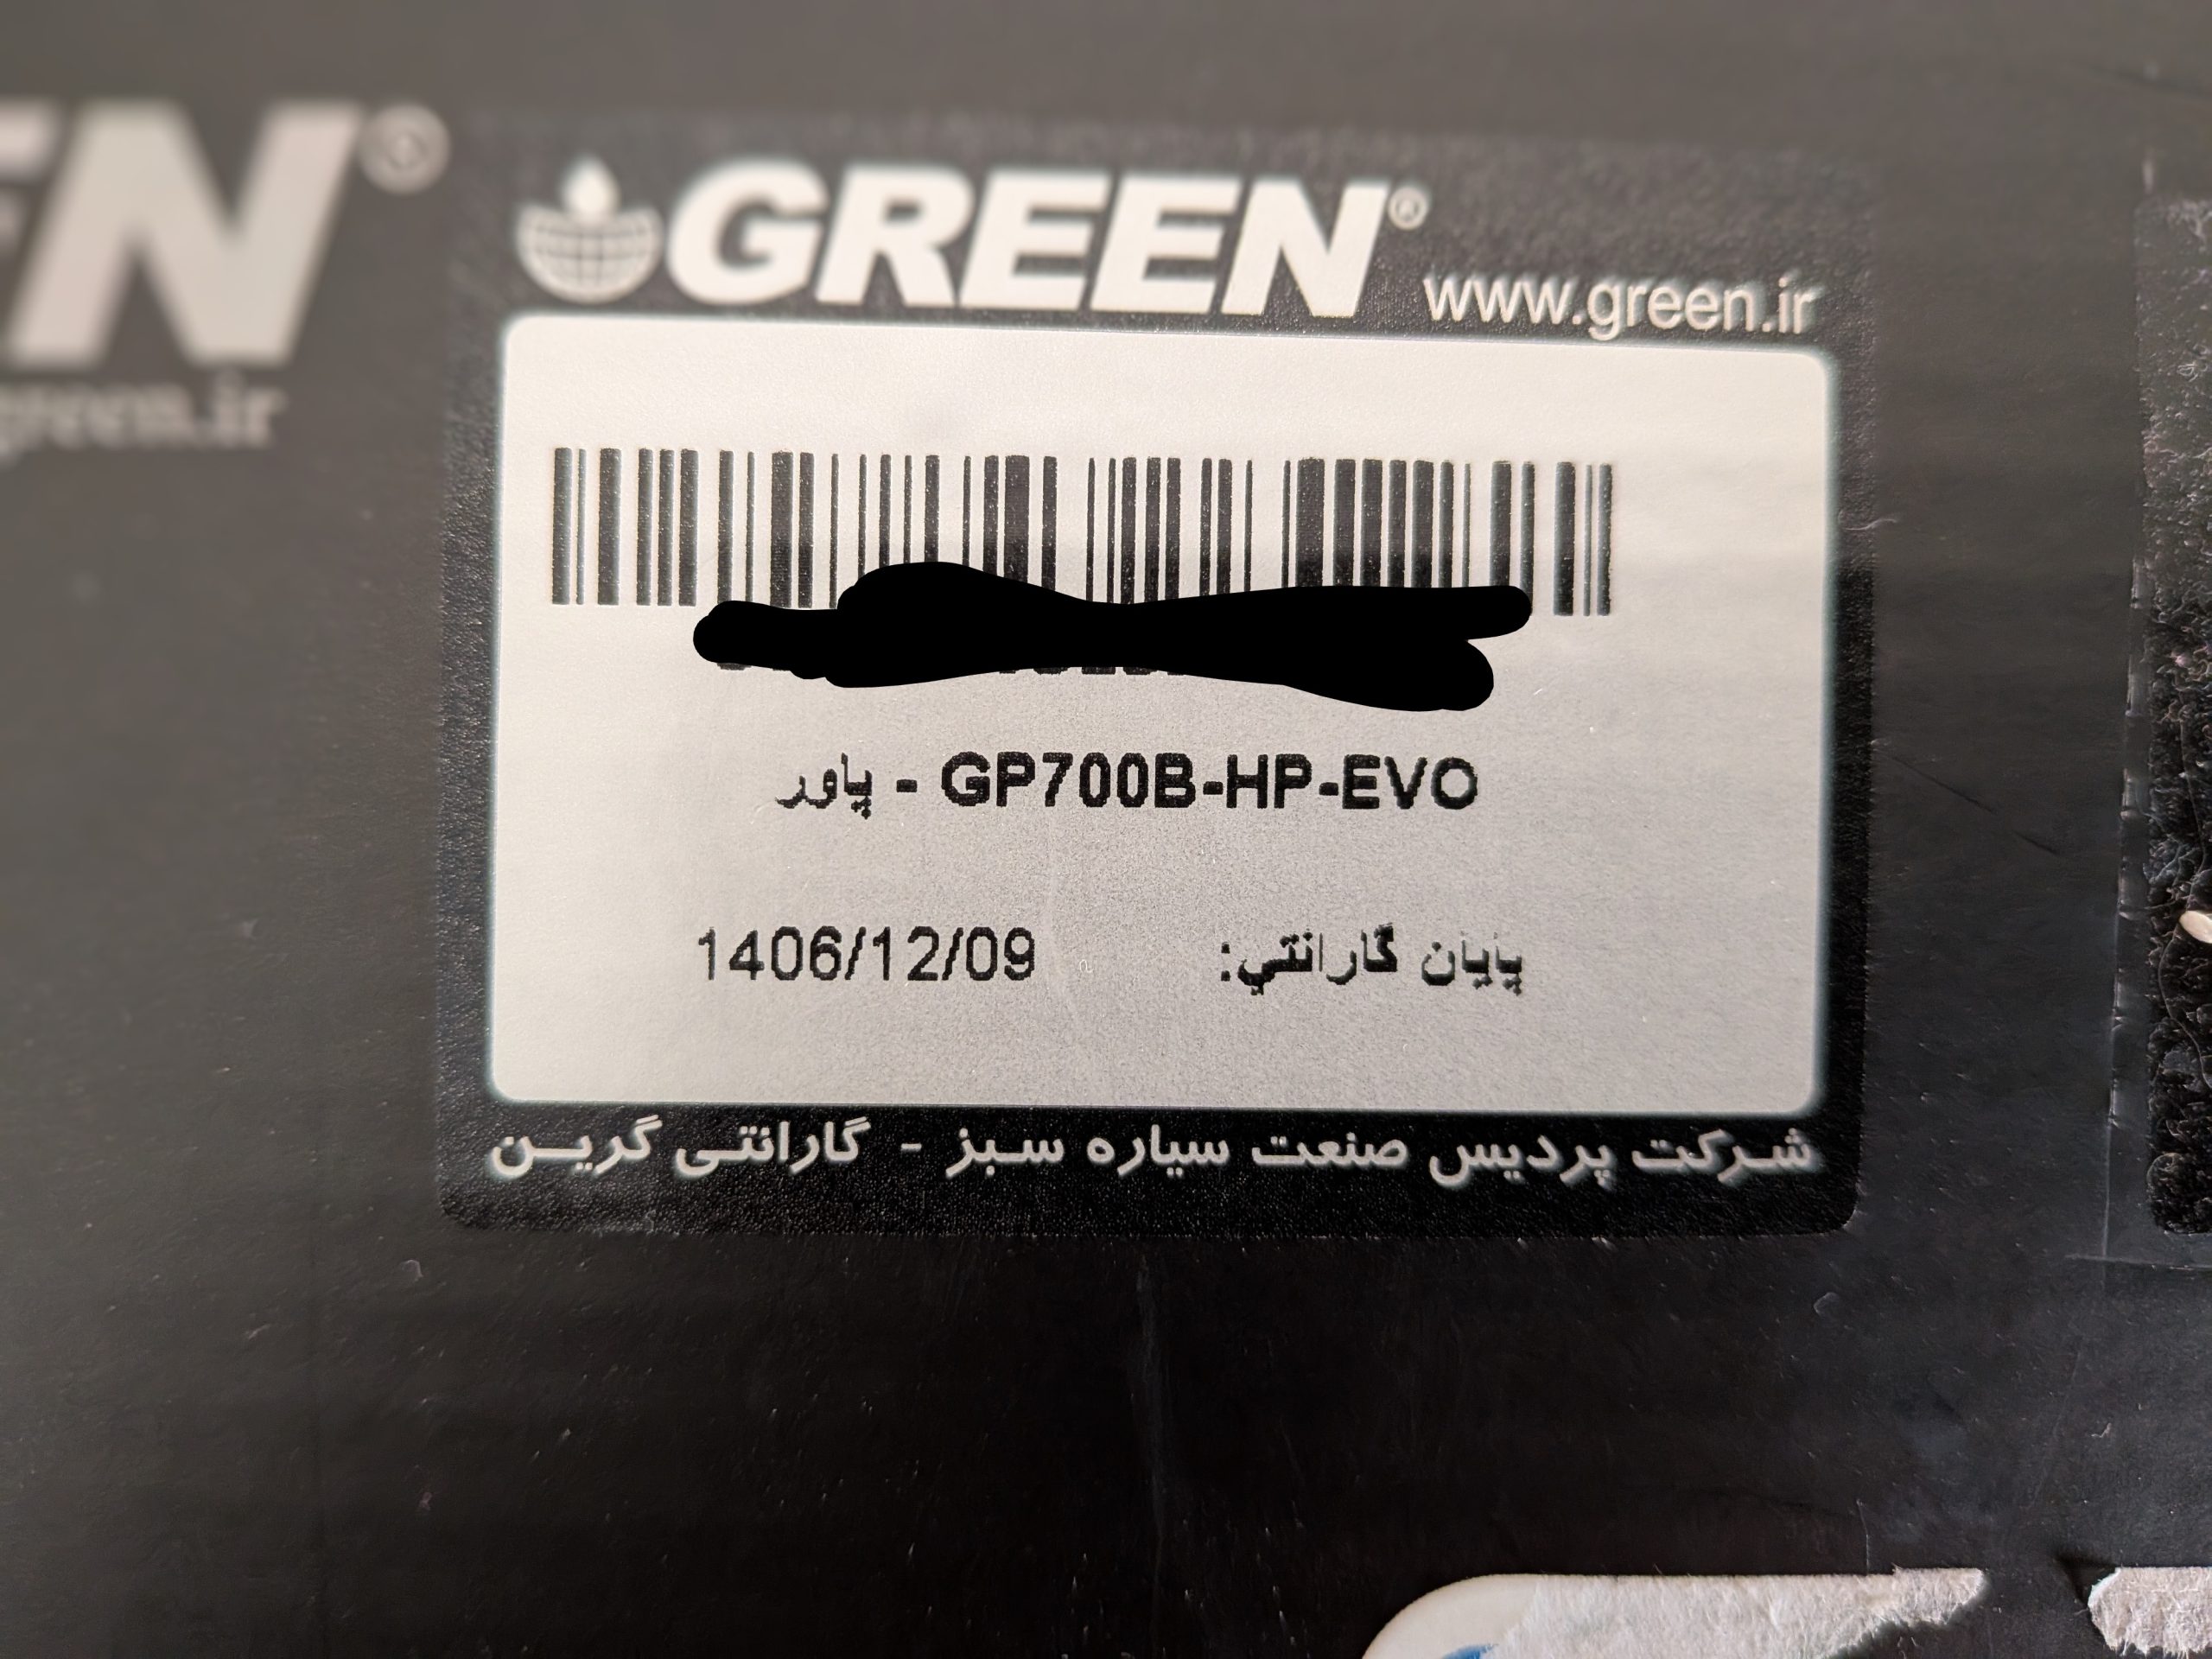 EN®
green.ir
GREEN®
www.green.ir
GP700B-HP-EVO - پاور
پایان گارانتي: 1406/12/09
شرکت پردیس صنعت سیاره سبز - گارانتی گرین